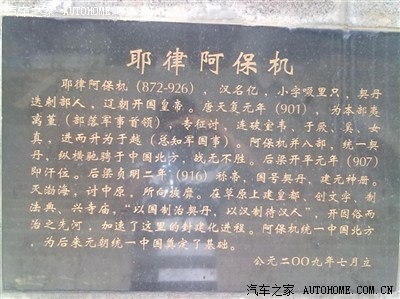 汽车之家 www.AUTOHOME.com.cn
耶律阿保机
耶律阿保机(872-926),汉名亿,小字啜里只,契丹
迭剌部人,辽朝开国皇帝。唐天复元年(901),为本部夷
离堇(部落军事首领),专征讨,连破室韦、于厥、奚、女
真,进而升为于越(总知军国事)。阿保机并八部,统一契
丹,纵横驰骋于中国北方,战无不胜。后梁开平元年(907)
即汗位。后梁贞明二年(916)称帝,国号契丹,建元神册。
灭渤海,讨中原,所向披靡。在草原上建皇都、创文字、制
法典、兴寺庙,“以国制治契丹,以汉制待汉人”,开因俗而
治之先河,加速了辽里的封建化进程。阿保机统一中国北方
,为后来元朝统一中国奠定了基础。
公元二〇〇九年七月立
汽车之家
WWW.AUTOHOME.COM.CN